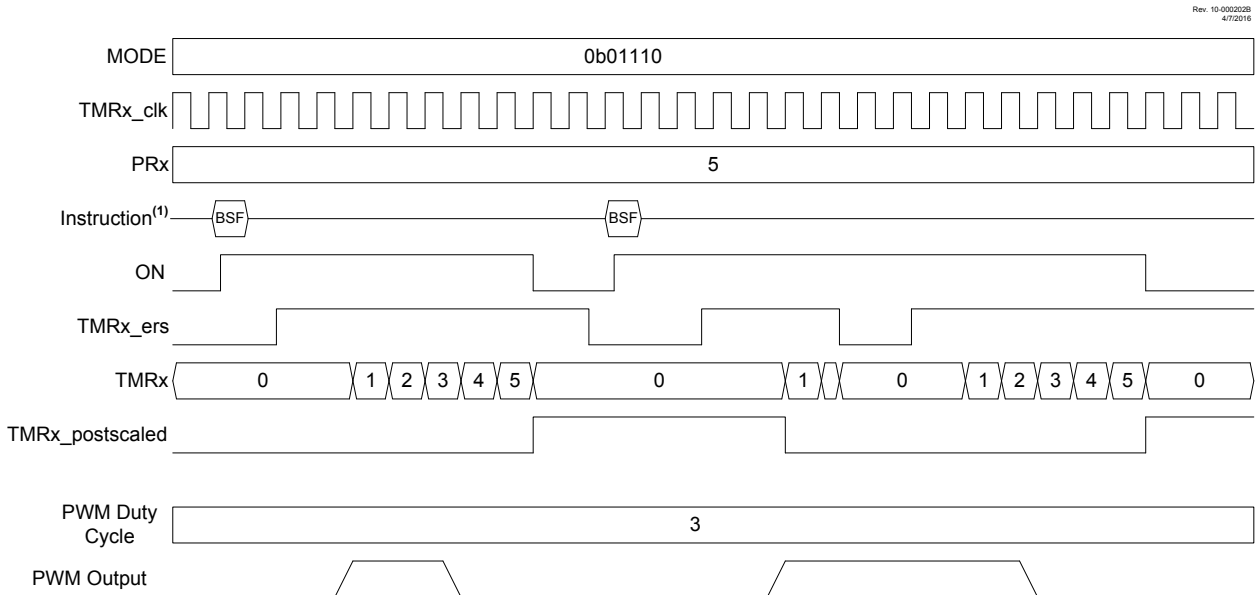 Rev. 10-000202B
4/7/2016
MODE 0b01110
TMRx_clk
PRx 5
Instruction(1) BSF BSF
ON
TMRx_ers
TMRx 0 1 2 3 4 5 0 1 0 1 2 3 4 5 0
TMRx_postscaled
PWM Duty
Cycle 3
PWM Output